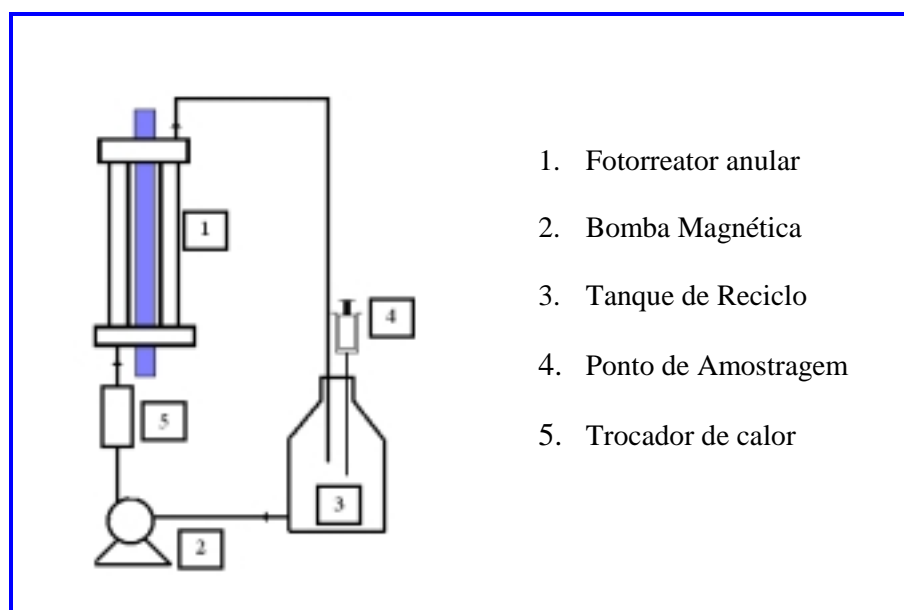 1
4
5
3
2
1. Fotorreator anular
2. Bomba Magnética
3. Tanque de Reciclo
4. Ponto de Amostragem
5. Trocador de calor